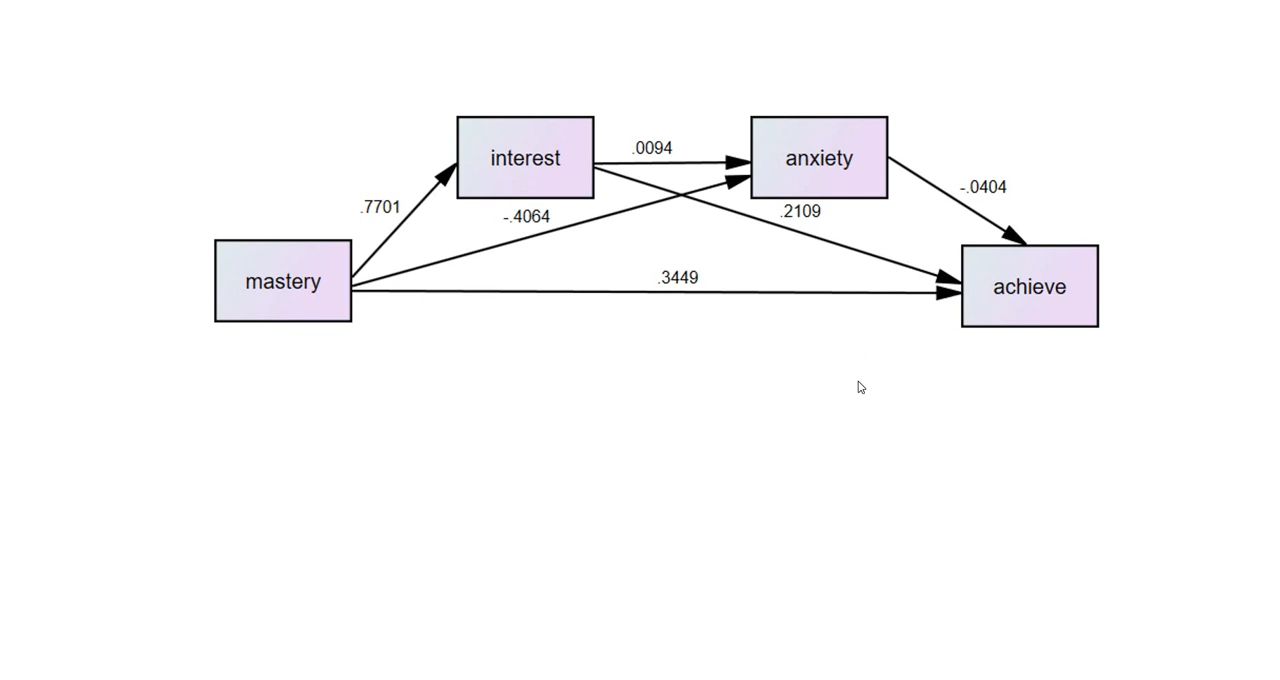 interest
.0094
anxiety
-.0404
.7701
-.4064
.2109
mastery
.3449
achieve